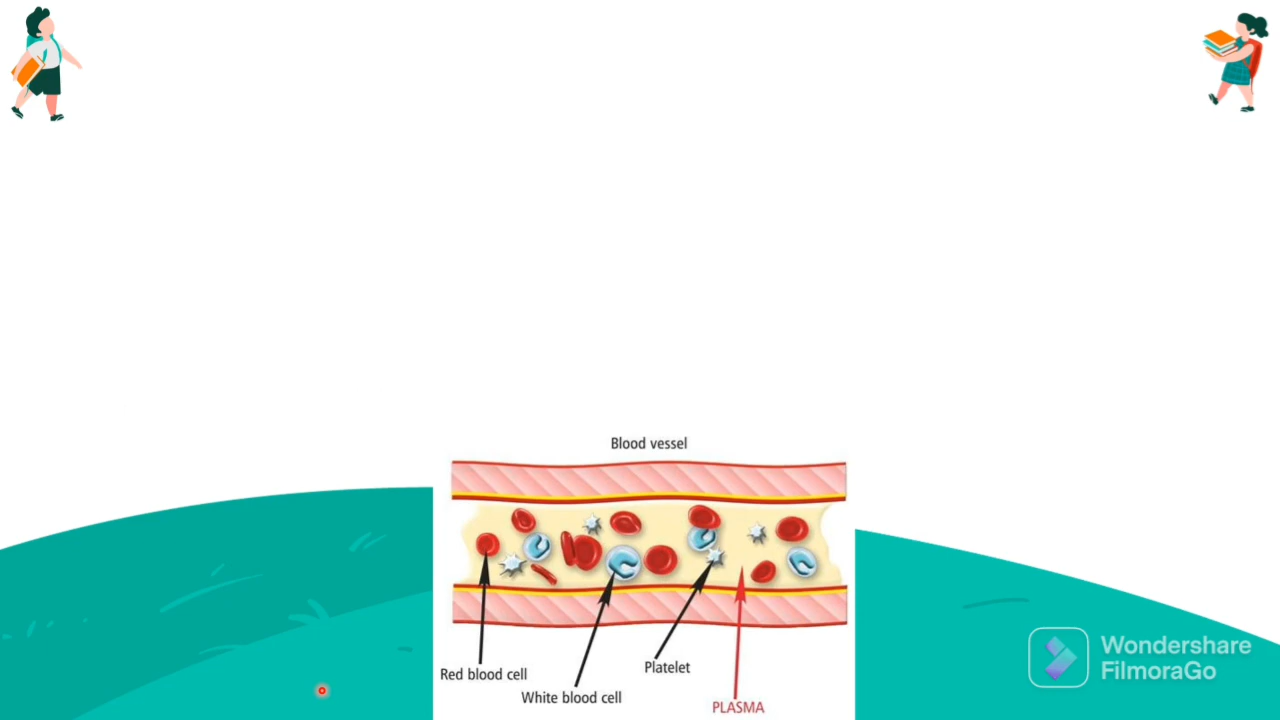 Blood vessel
Red blood cell
White blood cell
Platelet
PLASMA
Wondershare
FilmoraGo